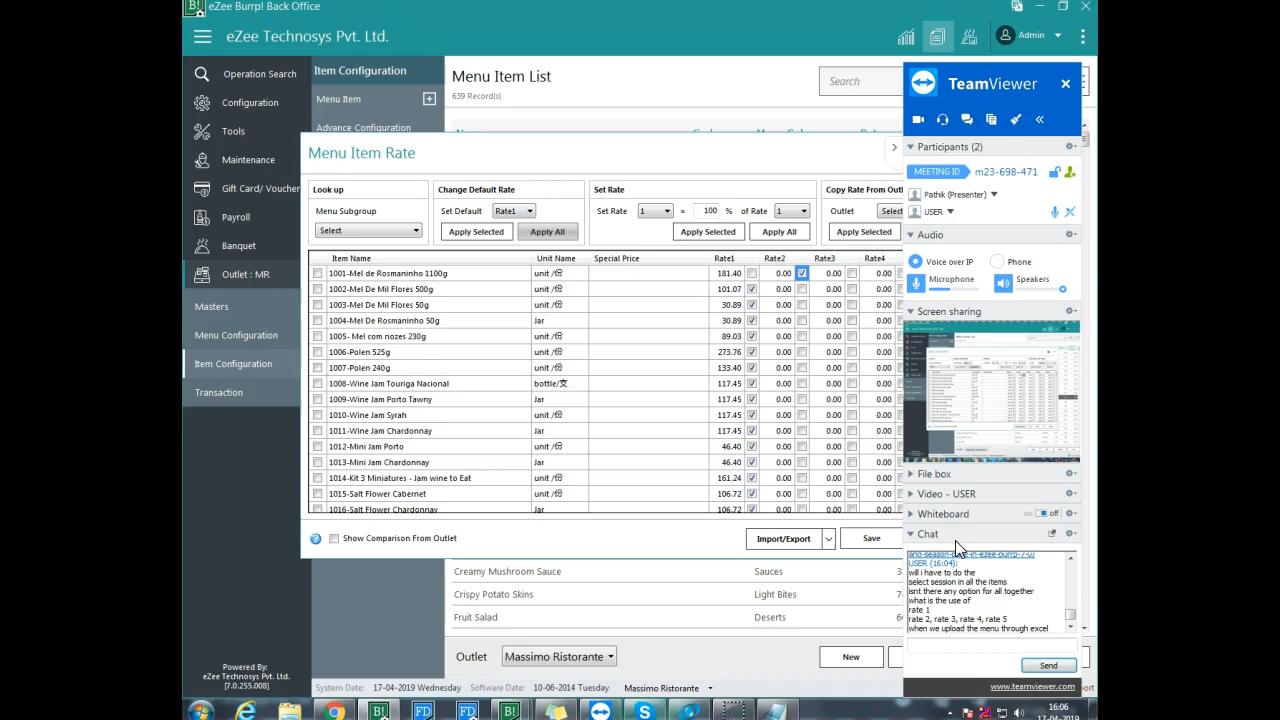 eZee Burrp! Back Office
eZee Technosys Pvt. Ltd.
Admin
Operation Search
Configuration
Tools
Maintenance
Gift Card/ Voucher
Payroll
Banquet
Outlet : MR
Masters
Menu Configuration
Item Configuration
Transaction
Powered By:
eZee Technosys Pvt. Ltd.
[7.0.255.008]
Item Configuration
Menu Item
Advance Configuration
Menu Item List
639 Record(s)
Search
Menu Item Rate
Look up
Menu Subgroup
Select
Change Default Rate
Set Default Rate1
Apply Selected Apply All
Set Rate
Set Rate 1 = 100 % of Rate 1
Apply Selected Apply All
Copy Rate From Outl
Outlet Select
Apply Selected
Item Name Unit Name Special Price Rate1 Rate2 Rate3 Rate4
1001-Mel de Rosmaninho 1100g unit / 181.40 0.00 0.00 0.00
1002-Mel De Mil Flores 500g unit / 101.07 0.00 0.00 0.00
1003-Mel De Mil Flores 50g unit / 30.89 0.00 0.00 0.00
1004-Mel De Rosmaninho 50g Jar 30.89 0.00 0.00 0.00
1005- Mel com nozes 230g unit / 89.03 0.00 0.00 0.00
1006-Polen 525g unit / 273.76 0.00 0.00 0.00
1007-Polen 240g unit / 133.40 0.00 0.00 0.00
1008-Wine Jam Touriga Nacional bottle/支 117.45 0.00 0.00 0.00
1009-Wine Jam Porto Tawny Jar 117.45 0.00 0.00 0.00
1010-Wine Jam Syrah unit / 117.45 0.00 0.00 0.00
1011-Wine Jam Chardonnay Jar 117.45 0.00 0.00 0.00
1012-Mini Jam Porto unit / 46.40 0.00 0.00 0.00
1013-Mini Jam Chardonnay Jar 46.40 0.00 0.00 0.00
1014-Kit 3 Miniatures - Jam wine to Eat unit / 161.24 0.00 0.00 0.00
1015-Salt Flower Cabernet unit / 106.72 0.00 0.00 0.00
1016-Salt Flower Chardonnay Jar 106.72 0.00 0.00 0.00
Show Comparison From Outlet
Import/Export Save
Creamy Mushroom Sauce Sauces 3
Crispy Potato Skins Light Bites 7
Fruit Salad Deserts 6
Outlet Massimo Ristorante New
System Date: 17-04-2019 Wednesday Software Date: 10-06-2014 Tuesday Massimo Ristorante
TeamViewer
Participants (2)
MEETING ID m23-698-471
Pathik (Presenter)
USER
Audio
Voice over IP Phone
Microphone Speakers
Screen sharing
File box
Video - USER
Whiteboard on off
Chat
USER (16:04):
will i have to do the
select session in all the items
isnt there any option for all together
what is the use of
rate 1
rate 2, rate 3, rate 4, rate 5
when we upload the menu through excel
Send
www.teamviewer.com
16:06
17-04-2019